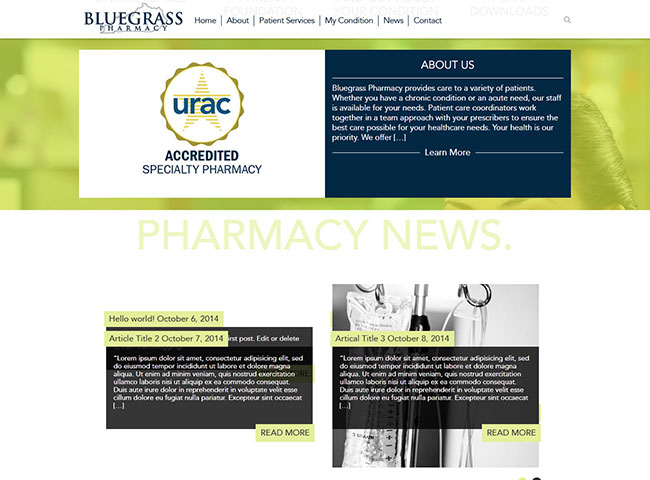 FOUNDATION
YOUR CONDITION
DOWNLOADS
BLUEGRASS
PHARMACY
Home | About | Patient Services | My Condition | News | Contact
urac
ACCREDITED
SPECIALTY PHARMACY
ABOUT US
Bluegrass Pharmacy provides care to a variety of patients.
Whether you have a chronic condition or an acute need, our staff
is available for your needs. Patient care coordinators work
together in a team approach with your prescribers to ensure the
best care possible for your healthcare needs. Your health is our
priority. We offer [...]
Learn More
PHARMACY NEWS.
Hello world! October 6, 2014
first post. Edit or delete
Article Title 2 October 7, 2014
"Lorem ipsum dolor sit amet, consectetur adipisicing elit, sed
do eiusmod tempor incididunt ut labore et dolore magna
aliqua. Ut enim ad minim veniam, quis nostrud exercitation
ullamco laboris nisi ut aliquip ex ea commodo consequat.
Duis aute irure dolor in reprehenderit in voluptate velit esse
cillum dolore eu fugiat nulla pariatur. Excepteur sint occaecat
[...]
READ MORE
Artical Title 3 October 8, 2014
"Lorem ipsum dolor sit amet, consectetur adipisicing elit, sed
do eiusmod tempor incididunt ut labore et dolore magna
aliqua. Ut enim ad minim veniam, quis nostrud exercitation
ullamco laboris nisi ut aliquip ex ea commodo consequat.
Duis aute irure dolor in reprehenderit in voluptate velit esse
cillum dolore eu fugiat nulla pariatur. Excepteur sint occaecat
[...]
READ MORE